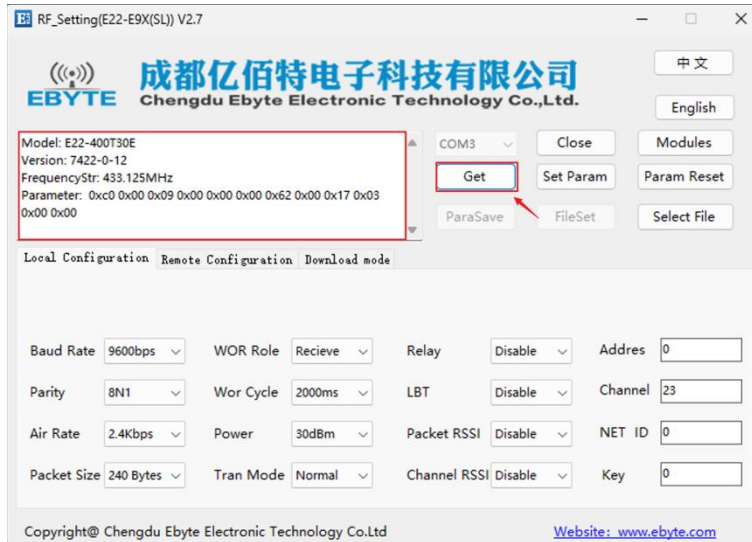 RF_Setting(E22-E9X(SL)) V2.7
EBYTE
成都亿佰特电子科技有限公司
Chengdu Ebyte Electronic Technology Co.,Ltd.
中文
English
Model: E22-400T30E
Version: 7422-0-12
FrequencyStr: 433.125MHz
Parameter: 0xc0 0x00 0x09 0x00 0x00 0x00 0x62 0x00 0x17 0x03
0x00 0x00
COM3 Close Modules
Get Set Param Param Reset
ParaSave FileSet Select File
Local Configuration Remote Configuration Download mode
Baud Rate 9600bps WOR Role Recieve Relay Disable Addres 0
Parity 8N1 Wor Cycle 2000ms LBT Disable Channel 23
Air Rate 2.4Kbps Power 30dBm Packet RSSI Disable NET ID 0
Packet Size 240 Bytes Tran Mode Normal Channel RSSI Disable Key 0
Copyright@ Chengdu Ebyte Electronic Technology Co.Ltd Website: www.ebyte.com